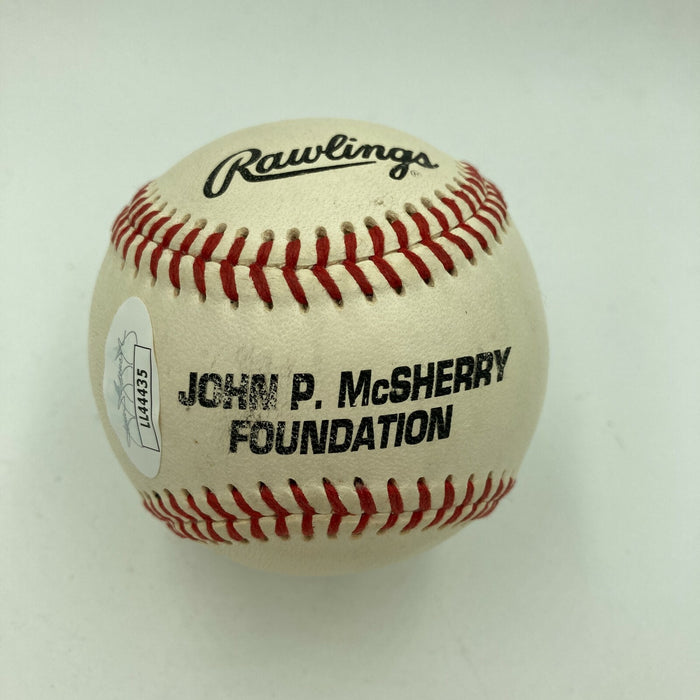 Rawlings®
JOHN P. McSHERRY
FOUNDATION
LL44435